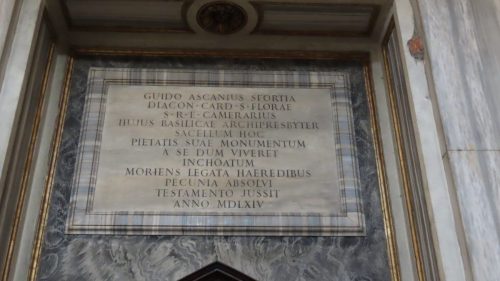 GUIDO ASCANIUS SFORTIA
DIACON·CARD·S·FLORAE
S·R·E·CAMERARIUS
HUIUS BASILICAE ARCHIPRESBYTER
SACELLUM HOC
PIETATIS SUAE MONUMENTUM
A SE DUM VIVERET
INCHOATUM
MORIENS LEGATA HAEREDIBUS
PECUNIA ABSOLVI
TESTAMENTO JUSSIT
ANNO MDLXIV